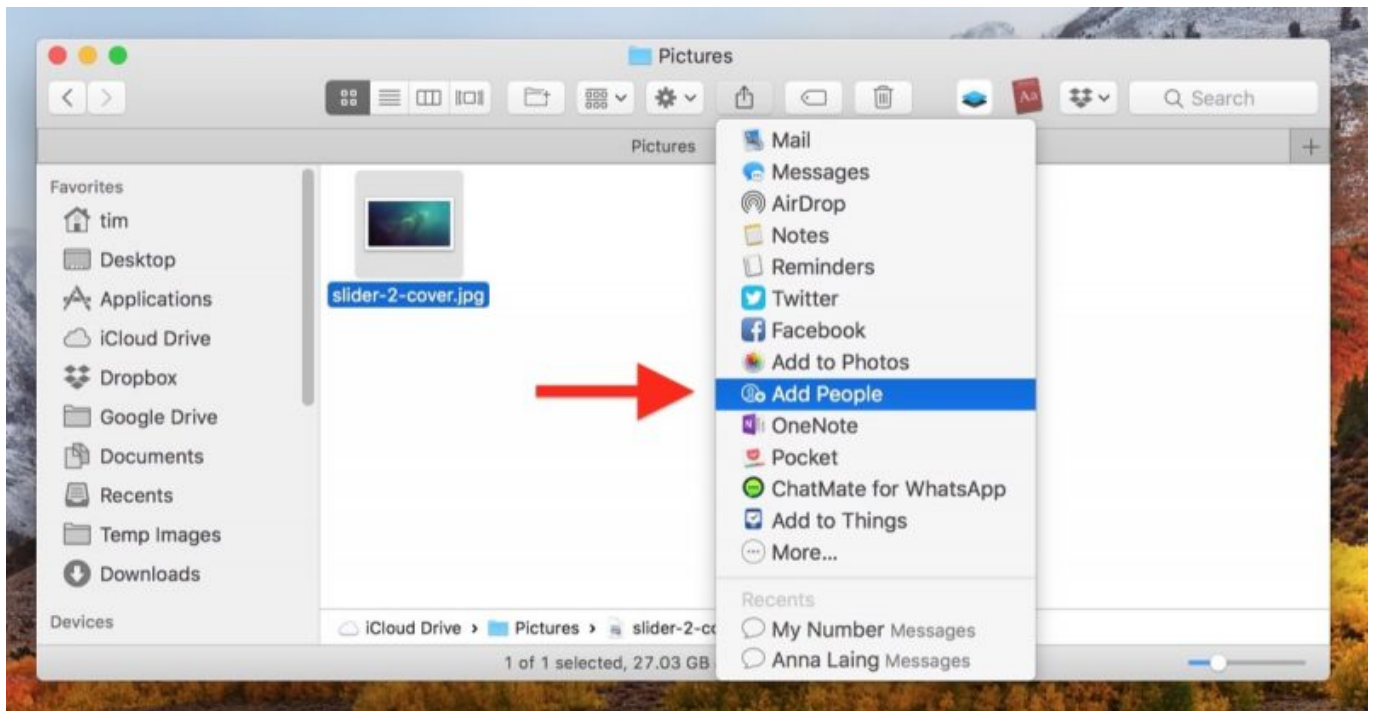 Pictures
Search
Pictures
Favorites
tim
Desktop
Applications
iCloud Drive
Dropbox
Google Drive
Documents
Recents
Temp Images
Downloads
Devices
slider-2-cover.jpg
iCloud Drive › Pictures › slider-2-co
1 of 1 selected, 27.03 GB
Mail
Messages
AirDrop
Notes
Reminders
Twitter
Facebook
Add to Photos
Add People
OneNote
Pocket
ChatMate for WhatsApp
Add to Things
More...
Recents
My Number Messages
Anna Laing Messages
Aa